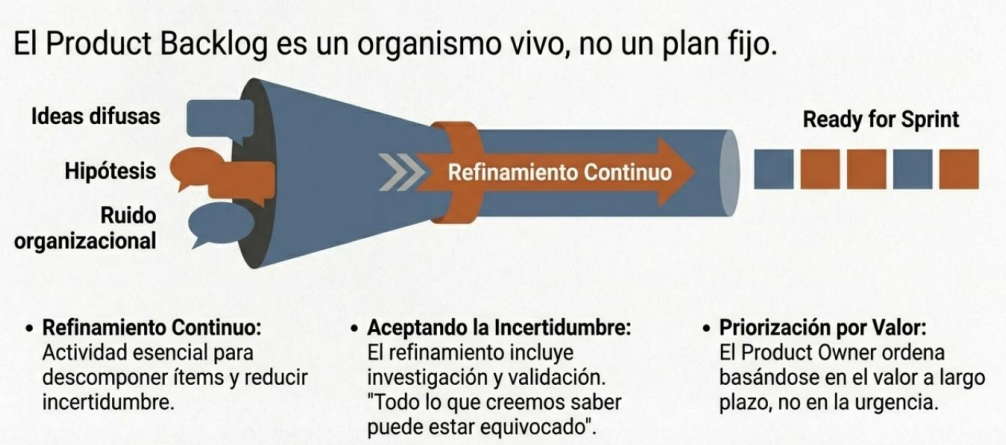 El Product Backlog es un organismo vivo, no un plan fijo.
Ideas difusas
Hipótesis
Ruido
organizacional
Refinamiento Continuo
Ready for Sprint
• Refinamiento Continuo:
Actividad esencial para
descomponer ítems y reducir
incertidumbre.
• Aceptando la Incertidumbre:
El refinamiento incluye
investigación y validación.
"Todo lo que creemos saber
puede estar equivocado".
• Priorización por Valor:
El Product Owner ordena
basándose en el valor a largo
plazo, no en la urgencia.